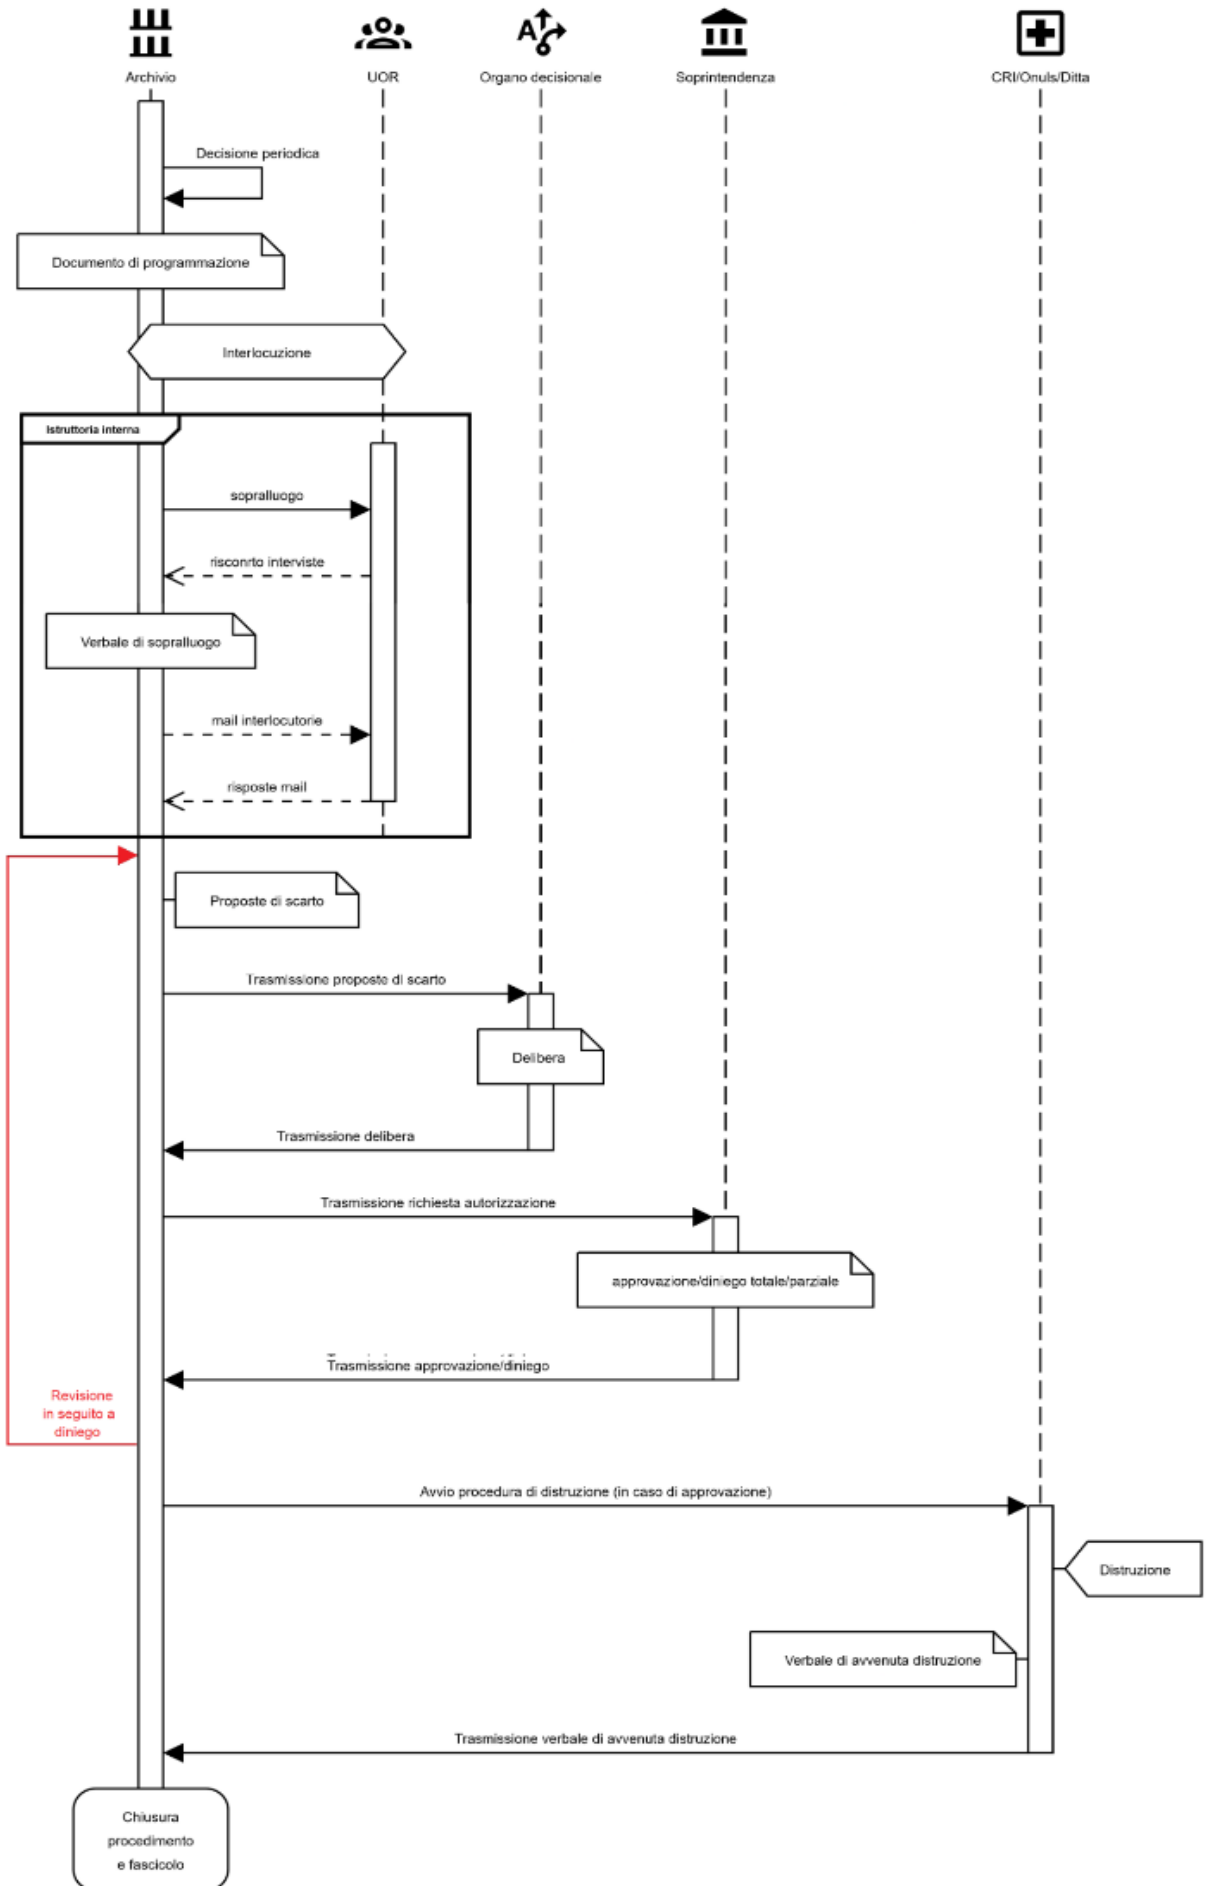 Archivio
UOR
Organo decisionale
Soprintendenza
CRI/Onuls/Ditta
Decisione periodica
Documento di programmazione
Interlocuzione
Istruttoria interna
sopralluogo
risconrto interviste
Verbale di sopralluogo
mail interlocutorie
risposte mail
Proposte di scarto
Trasmissione proposte di scarto
Delibera
Trasmissione delibera
Trasmissione richiesta autorizzazione
approvazione/diniego totale/parziale
Trasmissione approvazione/diniego
Revisione
in seguito a
diniego
Avvio procedura di distruzione (in caso di approvazione)
Distruzione
Verbale di avvenuta distruzione
Trasmissione verbale di avvenuta distruzione
Chiusura
procedimento
e fascicolo